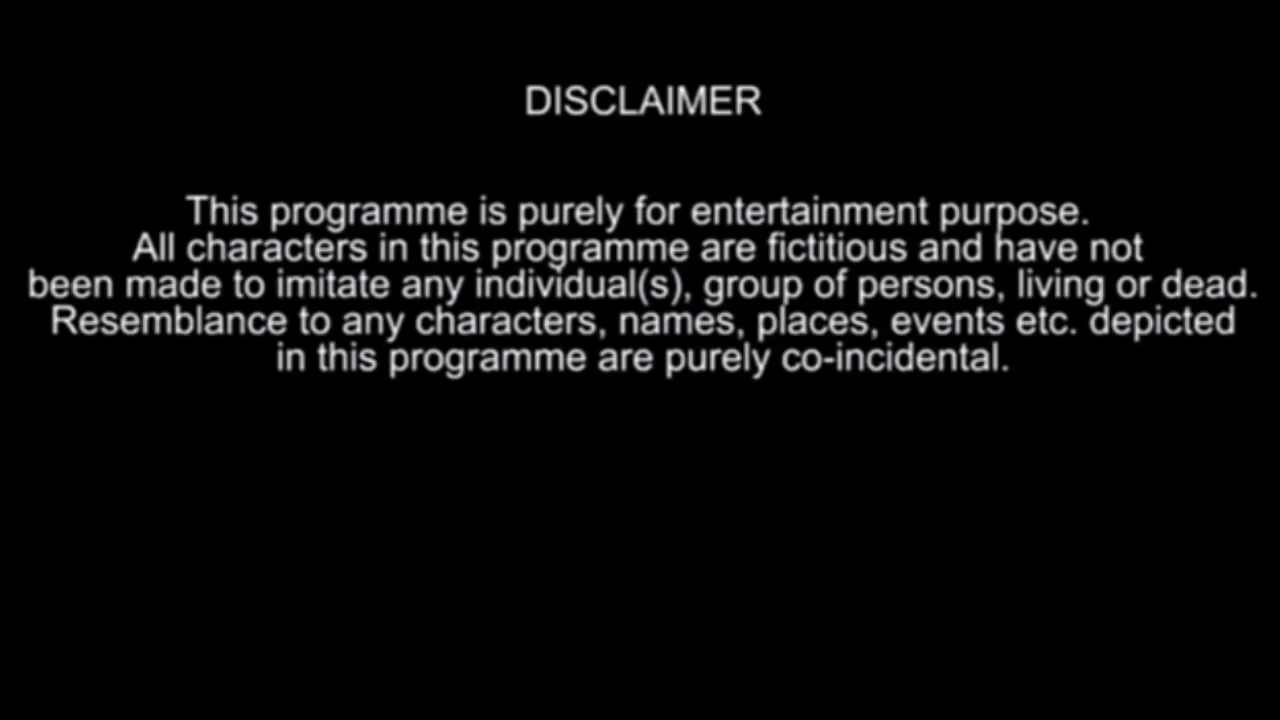 DISCLAIMER
This programme is purely for entertainment purpose.
All characters in this programme are fictitious and have not
been made to imitate any individual(s), group of persons, living or dead.
Resemblance to any characters, names, places, events etc. depicted
in this programme are purely co-incidental.